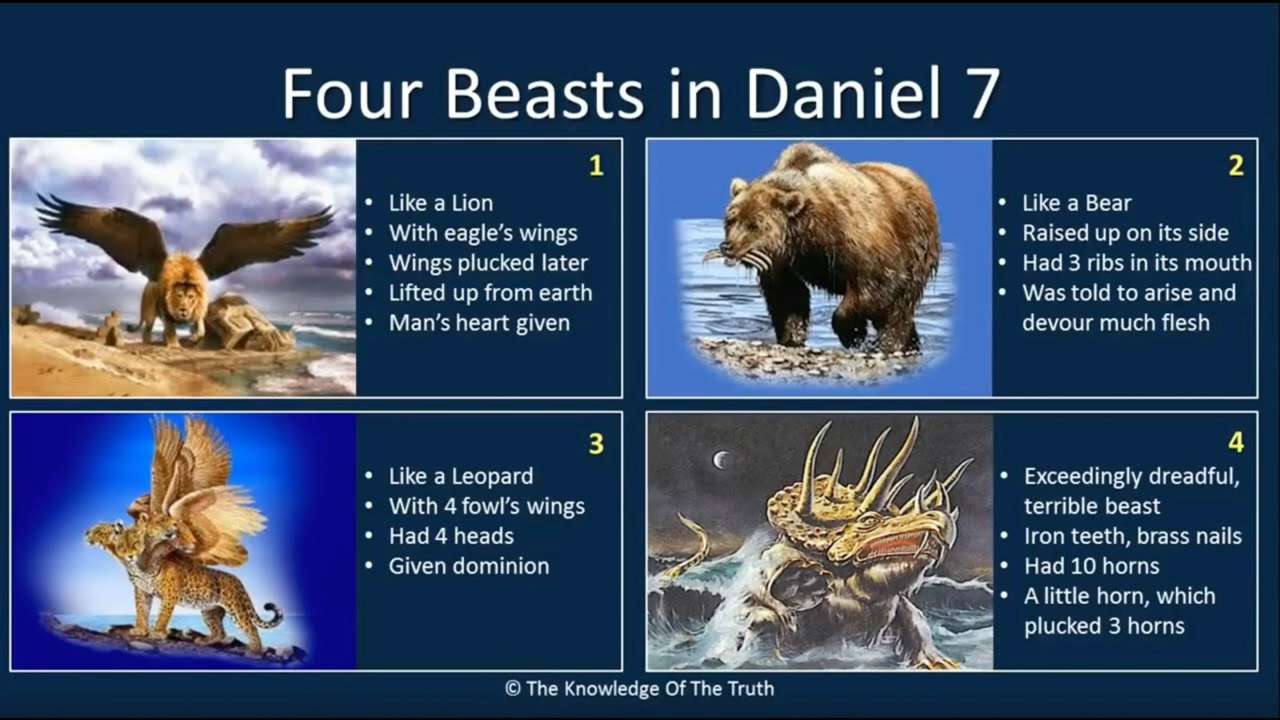 Four Beasts in Daniel 7
1
• Like a Lion
• With eagle's wings
• Wings plucked later
• Lifted up from earth
• Man's heart given
2
• Like a Bear
• Raised up on its side
• Had 3 ribs in its mouth
• Was told to arise and
devour much flesh
3
• Like a Leopard
• With 4 fowl's wings
• Had 4 heads
• Given dominion
4
• Exceedingly dreadful,
terrible beast
• Iron teeth, brass nails
• Had 10 horns
• A little horn, which
plucked 3 horns
© The Knowledge Of The Truth